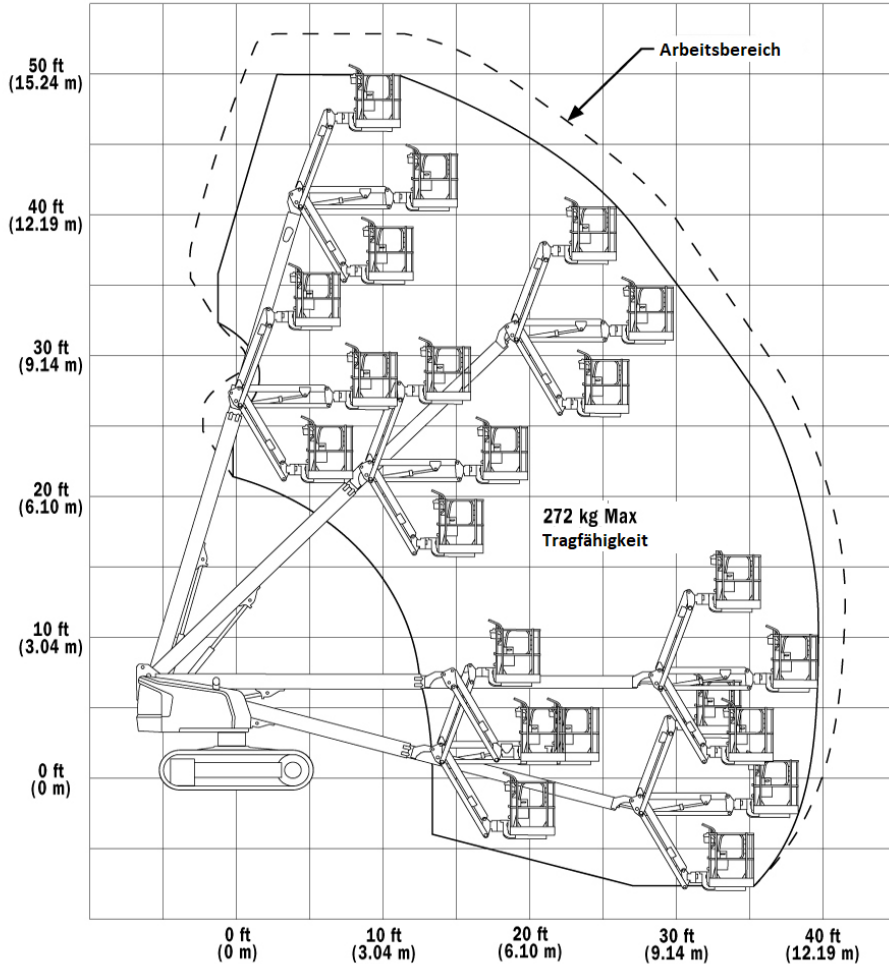 50 ft
(15.24 m)
Arbeitsbereich
40 ft
(12.19 m)
30 ft
(9.14 m)
20 ft
(6.10 m)
272 kg Max
Tragfähigkeit
10 ft
(3.04 m)
0 ft
(0 m)
0 ft
(0 m)
10 ft
(3.04 m)
20 ft
(6.10 m)
30 ft
(9.14 m)
40 ft
(12.19 m)